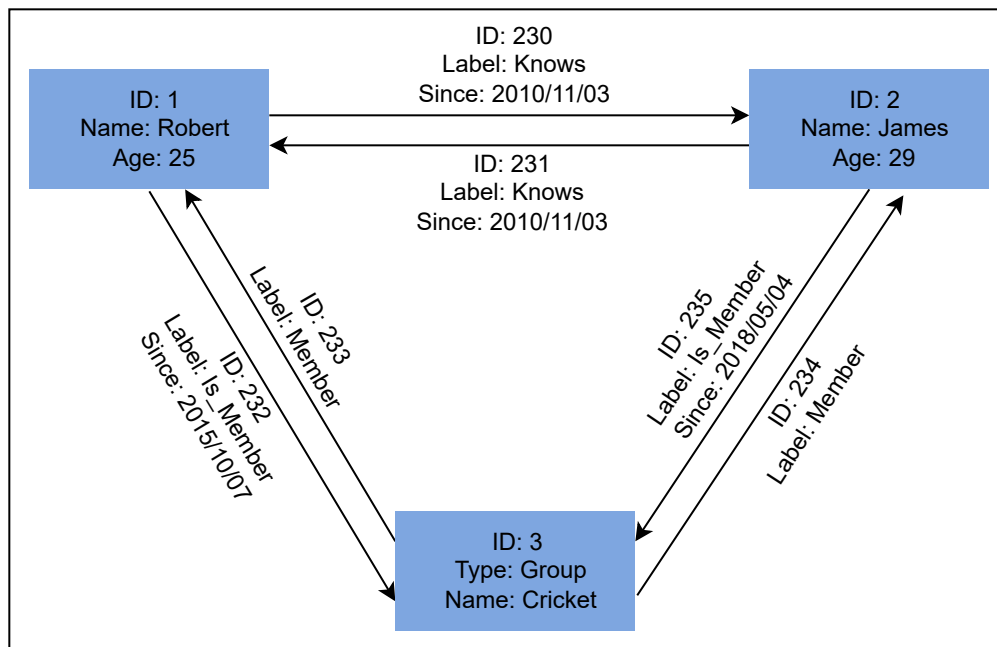 ID: 230
Label: Knows
Since: 2010/11/03
ID: 1
Name: Robert
Age: 25
ID: 2
Name: James
Age: 29
ID: 231
Label: Knows
Since: 2010/11/03
ID: 233
Label: Member
ID: 232
Label: Is_Member
Since: 2015/10/07
ID: 235
Label: Is_Member
Since: 2018/05/04
ID: 234
Label: Member
ID: 3
Type: Group
Name: Cricket